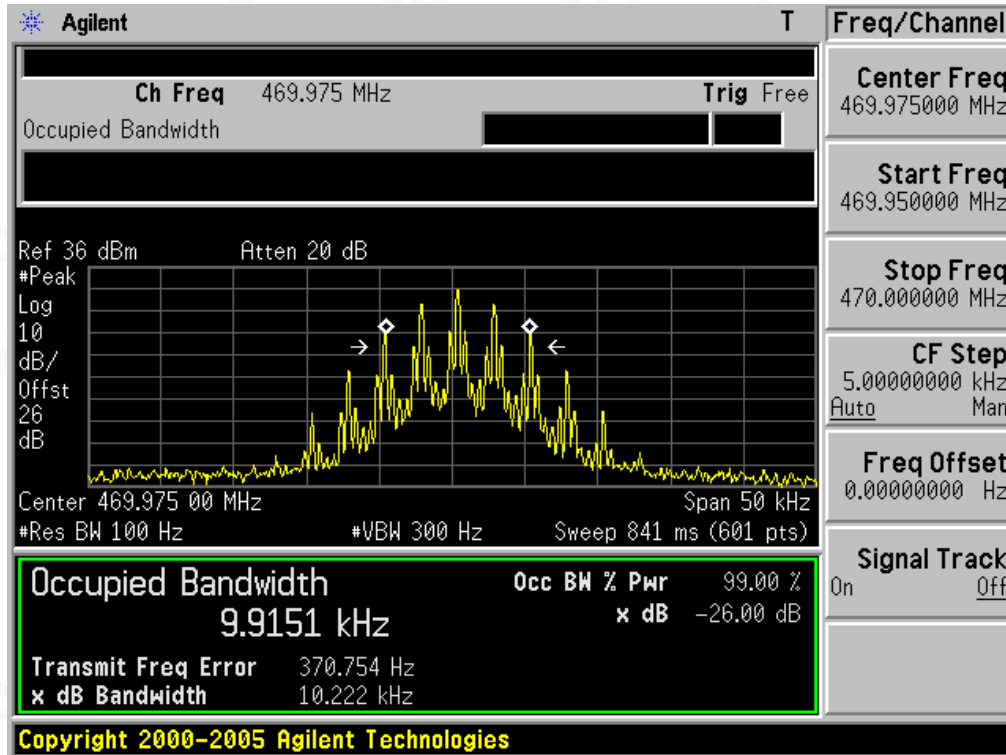 Agilent T Freq/Channel
Ch Freq 469.975 MHz Trig Free
Occupied Bandwidth
Center Freq
469.975000 MHz
Start Freq
469.950000 MHz
Stop Freq
470.000000 MHz
CF Step
5.00000000 kHz
Auto Man
Freq Offset
0.00000000 Hz
Signal Track
On Off
Ref 36 dBm Atten 20 dB
#Peak
Log
10
dB/
Offst
26
dB
Center 469.975 00 MHz Span 50 kHz
#Res BW 100 Hz #VBW 300 Hz Sweep 841 ms (601 pts)
Occupied Bandwidth
9.9151 kHz
Occ BW % Pwr 99.00 %
x dB -26.00 dB
Transmit Freq Error 370.754 Hz
x dB Bandwidth 10.222 kHz
Copyright 2000-2005 Agilent Technologies